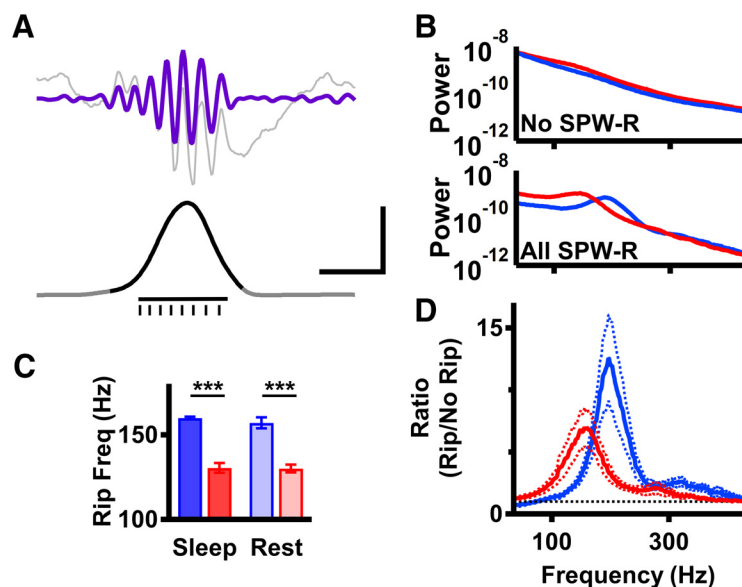 A
B
Power
10-8
10-10
10-12
No SPW-R
Power
10-8
10-10
10-12
All SPW-R
C
Rip Freq (Hz)
150
100
***
***
Sleep
Rest
D
Ratio
(Rip/No Rip)
15
0
100
300
Frequency (Hz)